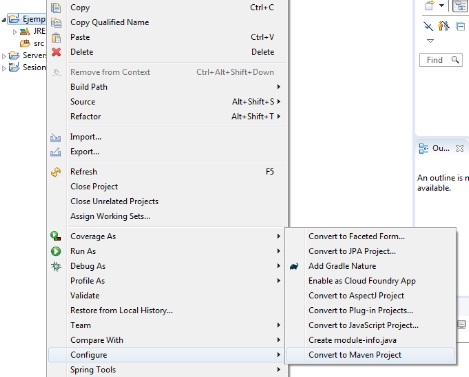 Ejemp
JRE
src
Servers
Sesion
Copy Ctrl+C
Copy Qualified Name
Paste Ctrl+V
Delete Delete
Remove from Context Ctrl+Alt+Shift+Down
Build Path
Source Alt+Shift+S
Refactor Alt+Shift+T
Import...
Export...
Refresh F5
Close Project
Close Unrelated Projects
Assign Working Sets...
Coverage As
Run As
Debug As
Profile As
Validate
Restore from Local History...
Team
Compare With
Configure
Spring Tools
Convert to Faceted Form...
Convert to JPA Project...
Add Gradle Nature
Enable as Cloud Foundry App
Convert to AspectJ Project
Convert to Plug-in Projects...
Convert to JavaScript Project...
Create module-info.java
Convert to Maven Project
Find
Ou...
An outline is n
available.